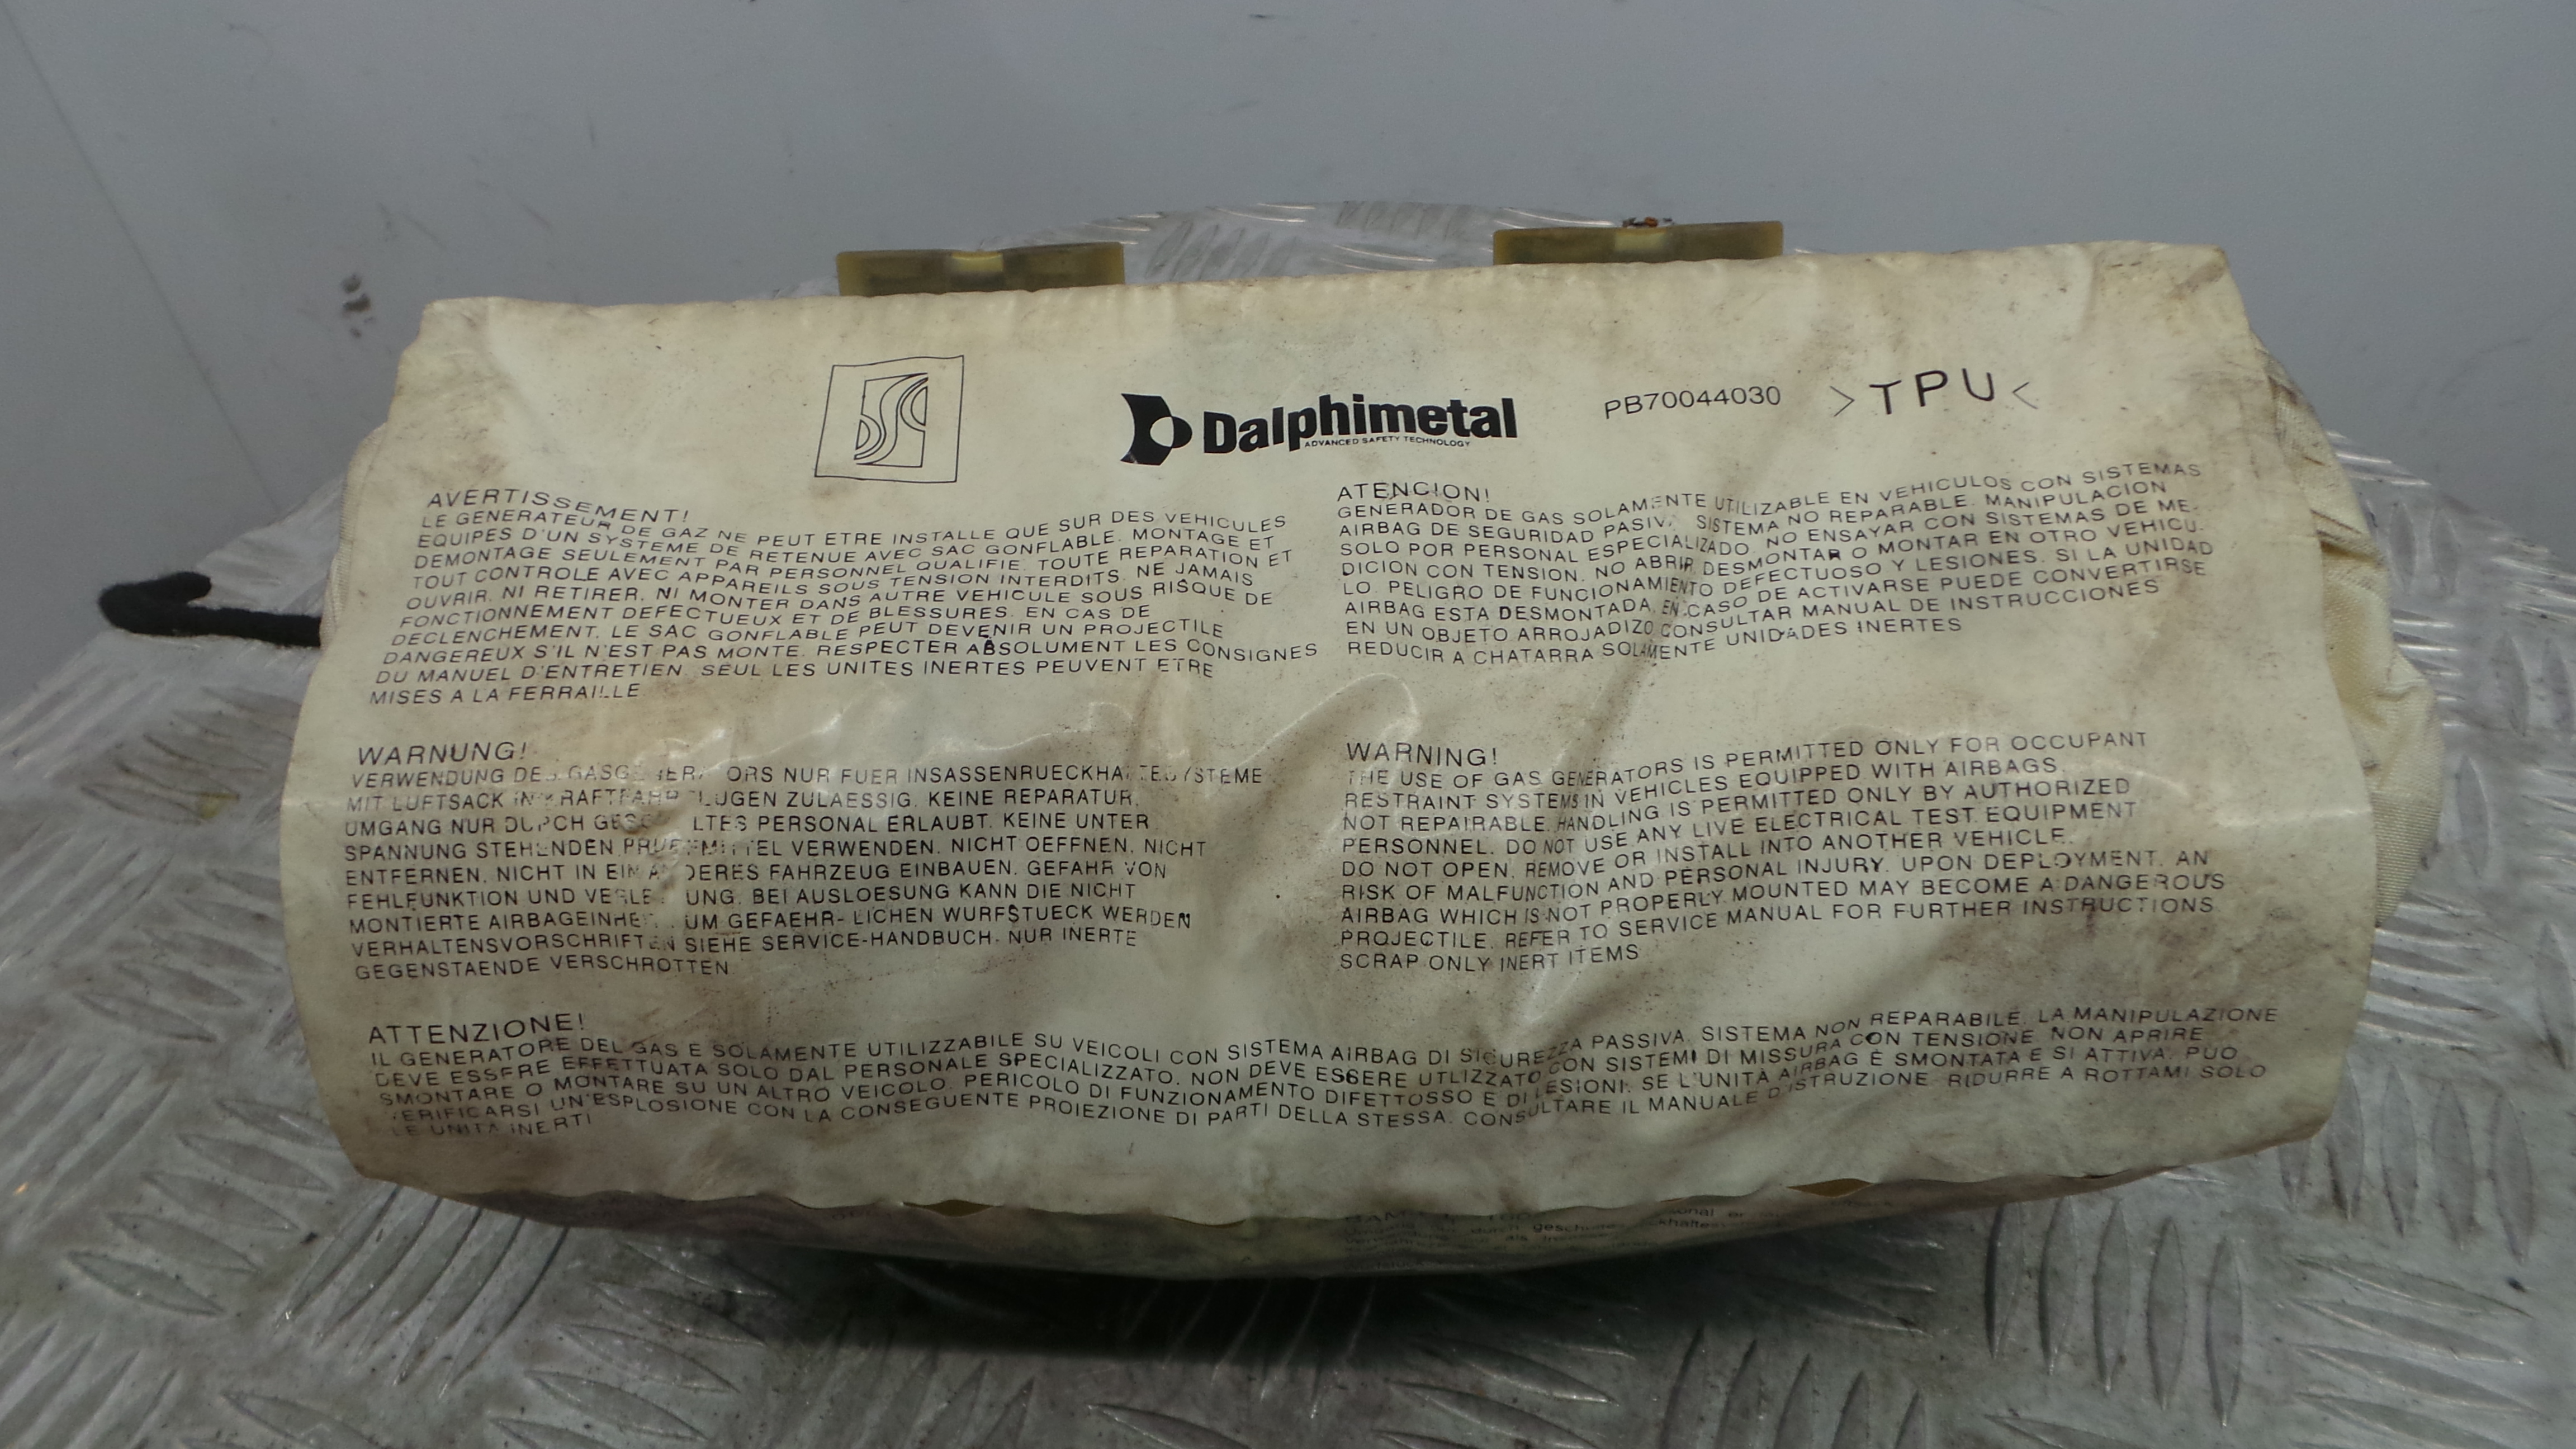 Dalphimetal
ADVANCED SAFETY TECHNOLOGY
PB70044030
>TPU<
AVERTISSEMENT!
LE GENERATEUR DE GAZ NE PEUT ETRE INSTALLE QUE SUR DES VEHICULES
EQUIPES D'UN SYSTEME DE RETENUE AVEC SAC GONFLABLE. MONTAGE ET
DEMONTAGE SEULEMENT PAR PERSONNEL QUALIFIE. TOUTE REPARATION ET
TOUT CONTROLE AVEC APPAREILS SOUS TENSION INTERDITS. NE JAMAIS
OUVRIR, NI RETIRER, NI MONTER DANS AUTRE VEHICULE SOUS RISQUE DE
FONCTIONNEMENT DEFECTUEUX ET DE BLESSURES. EN CAS DE
DECLENCHEMENT, LE SAC GONFLABLE PEUT DEVENIR UN PROJECTILE
DANGEREUX S'IL N'EST PAS MONTE. RESPECTER ABSOLUMENT LES CONSIGNES
DU MANUEL D'ENTRETIEN. SEUL LES UNITES INERTES PEUVENT ETRE
MISES A LA FERRAILLE
ATENCION!
GENERADOR DE GAS SOLAMENTE UTILIZABLE EN VEHICULOS CON SISTEMAS
AIRBAG DE SEGURIDAD SISTEMA NO REPARABLE. MANIPULACION
SOLO POR PERSONAL ESPECIALIZADO. NO ENSAYAR CON SISTEMAS DE ME-
DICION CON TENSION. NO ABRIR, DESMONTAR O MONTAR EN OTRO VEHICU-
LO. PELIGRO DE FUNCIONAMIENTO DEFECTUOSO Y LESIONES. SI LA UNIDAD
AIRBAG ESTA DESMONTADA, EN CASO DE ACTIVARSE PUEDE CONVERTIRSE
EN UN OBJETO ARROJADIZO CONSULTAR MANUAL DE INSTRUCCIONES
REDUCIR A CHATARRA SOLAMENTE UNIDADES INERTES
WARNUNG!
VERWENDUNG NUR FUER
MIT LUFTSACK IN ZULAESSIG. KEINE REPARATUR.
UMGANG NUR DURCH PERSONAL ERLAUBT. KEINE UNTER
SPANNUNG STEHENDEN VERWENDEN. NICHT OEFFNEN, NICHT
ENTFERNEN, NICHT IN EIN FAHRZEUG EINBAUEN. GEFAHR VON
FEHLFUNKTION UND BEI AUSLOESUNG KANN DIE NICHT
MONTIERTE GEFAEHR- LICHEN WURFSTUECK WERDEN
VERHALTENSVORSCHRIFTEN SIEHE SERVICE-HANDBUCH. NUR INERTE
GEGENSTAENDE VERSCHROTTEN
WARNING!
THE USE OF GAS GENERATORS IS PERMITTED ONLY FOR OCCUPANT
RESTRAINT SYSTEMS IN VEHICLES EQUIPPED WITH AIRBAGS.
NOT REPAIRABLE. HANDLING IS PERMITTED ONLY BY AUTHORIZED
PERSONNEL. DO NOT USE ANY LIVE ELECTRICAL TEST EQUIPMENT
DO NOT OPEN, REMOVE OR INSTALL INTO ANOTHER VEHICLE.
RISK OF MALFUNCTION AND PERSONAL INJURY. UPON DEPLOYMENT, AN
AIRBAG WHICH IS NOT PROPERLY MOUNTED MAY BECOME A DANGEROUS
PROJECTILE. REFER TO SERVICE MANUAL FOR FURTHER INSTRUCTIONS
SCRAP ONLY INERT ITEMS
ATTENZIONE!
IL GENERATORE DEL GAS E SOLAMENTE UTILIZZABILE SU VEICOLI CON SISTEMA AIRBAG DI SICUREZZA PASSIVA. SISTEMA NON REPARABILE. LA MANIPULAZIONE
DEVE ESSERE EFFETTUATA SOLO DAL PERSONALE SPECIALIZZATO. NON DEVE ESSERE UTLIZZATO CON SISTEMI DI MISSURA CON TENSIONE. NON APRIRE
SMONTARE O MONTARE SU UN ALTRO VEICOLO. PERICOLO DI FUNZIONAMENTO DIFETTOSSO E DI LESIONI. SE L'UNITA AIRBAG E SMONTATA E SI ATTIVA, PUO
VERIFICARSI UN'ESPLOSIONE CON LA CONSEGUENTE PROIEZIONE DI PARTI DELLA STESSA. CONSULTARE IL MANUALE D'ISTRUZIONE. RIDURRE A ROTTAMI SOLO
LE UNITA INERTI